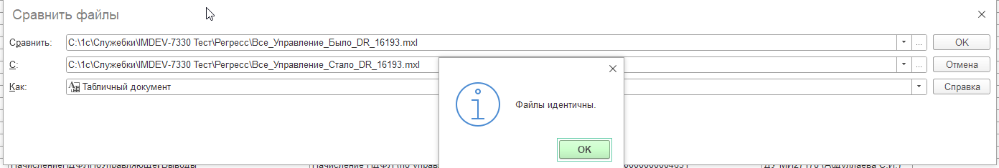 Сравнить файлы
Сравнить: C:\1c\Служебки\IMDEV-7330 Тест\Регресс\Все_Управление_Было_DR_16193.mxl ... OK
С: C:\1c\Служебки\IMDEV-7330 Тест\Регресс\Все_Управление_Стало_DR_16193.mxl ... Отмена
Как: Табличный документ Справка
Файлы идентичны.
OK